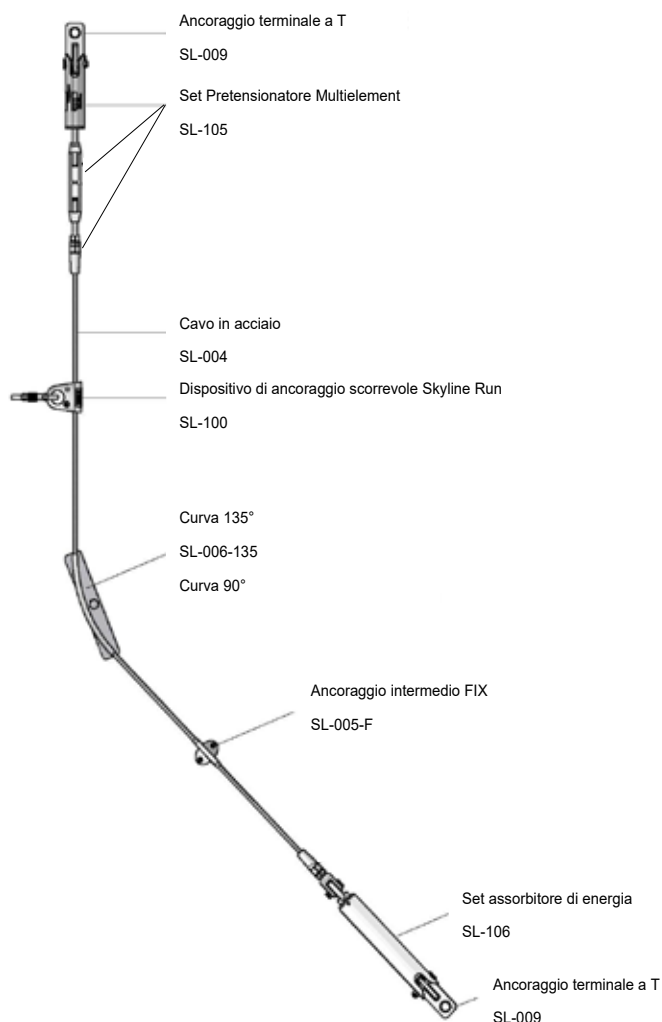 Ancoraggio terminale a T
SL-009
Set Pretensionatore Multielement
SL-105
Cavo in acciaio
SL-004
Dispositivo di ancoraggio scorrevole Skyline Run
SL-100
Curva 135°
SL-006-135
Curva 90°
Ancoraggio intermedio FIX
SL-005-F
Set assorbitore di energia
SL-106
Ancoraggio terminale a T
SL-009